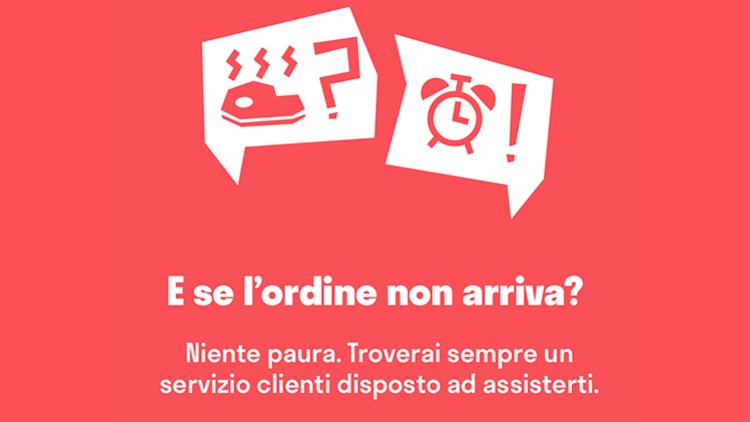 ?
!
E se l'ordine non arriva?
Niente paura. Troverai sempre un
servizio clienti disposto ad assisterti.